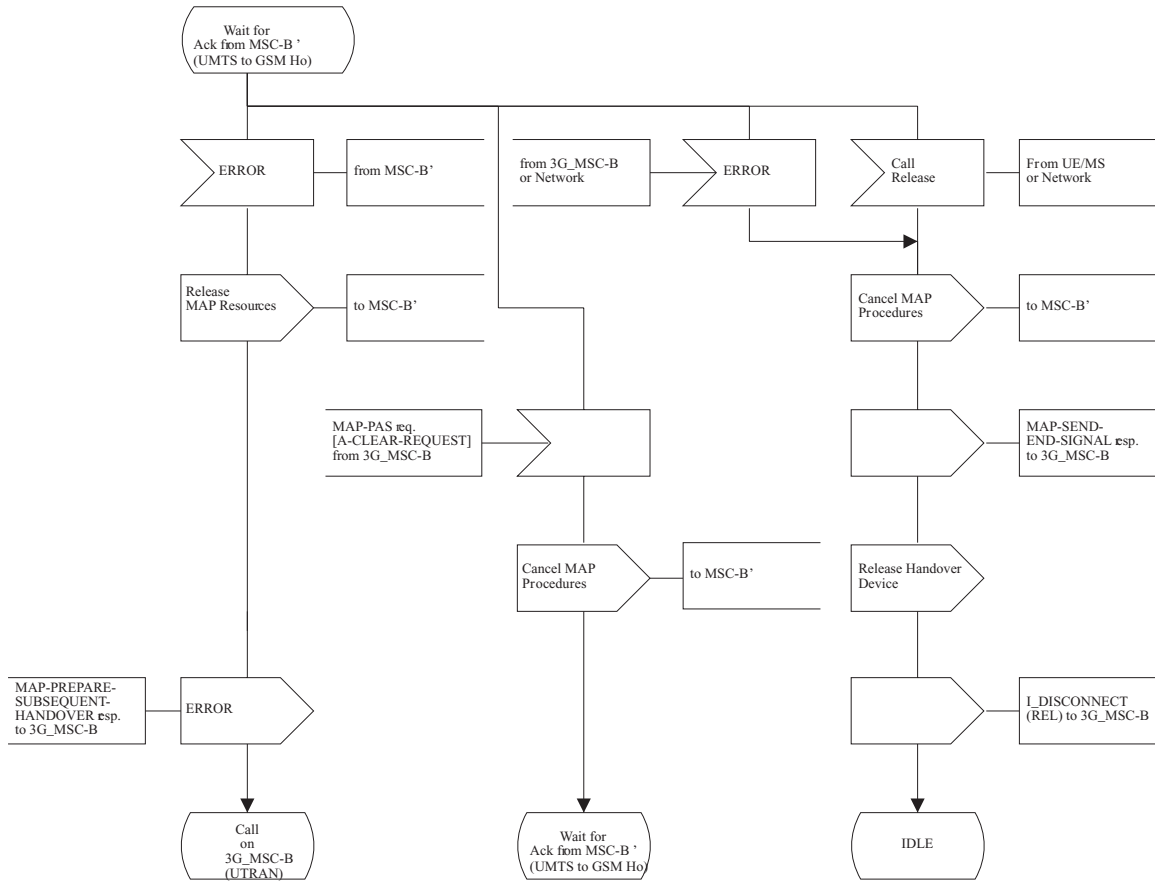 Wait for
Ack from MSC-B ’
(UMTS to GSM Ho)
ERROR
from MSC-B’
from 3G_MSC-B
or Network
ERROR
Call
Release
From UE/MS
or Network
Release
MAP Resources
to MSC-B’
Cancel MAP
Procedures
to MSC-B’
MAP-PAS req.
[A-CLEAR-REQUEST]
from 3G_MSC-B
MAP-SEND-
END-SIGNAL resp.
to 3G_MSC-B
Cancel MAP
Procedures
to MSC-B’
Release Handover
Device
MAP-PREPARE-
SUBSEQUENT-
HANDOVER resp.
to 3G_MSC-B
ERROR
I_DISCONNECT
(REL) to 3G_MSC-B
Call
on
3G_MSC-B
(UTRAN)
Wait for
Ack from MSC-B ’
(UMTS to GSM Ho)
IDLE